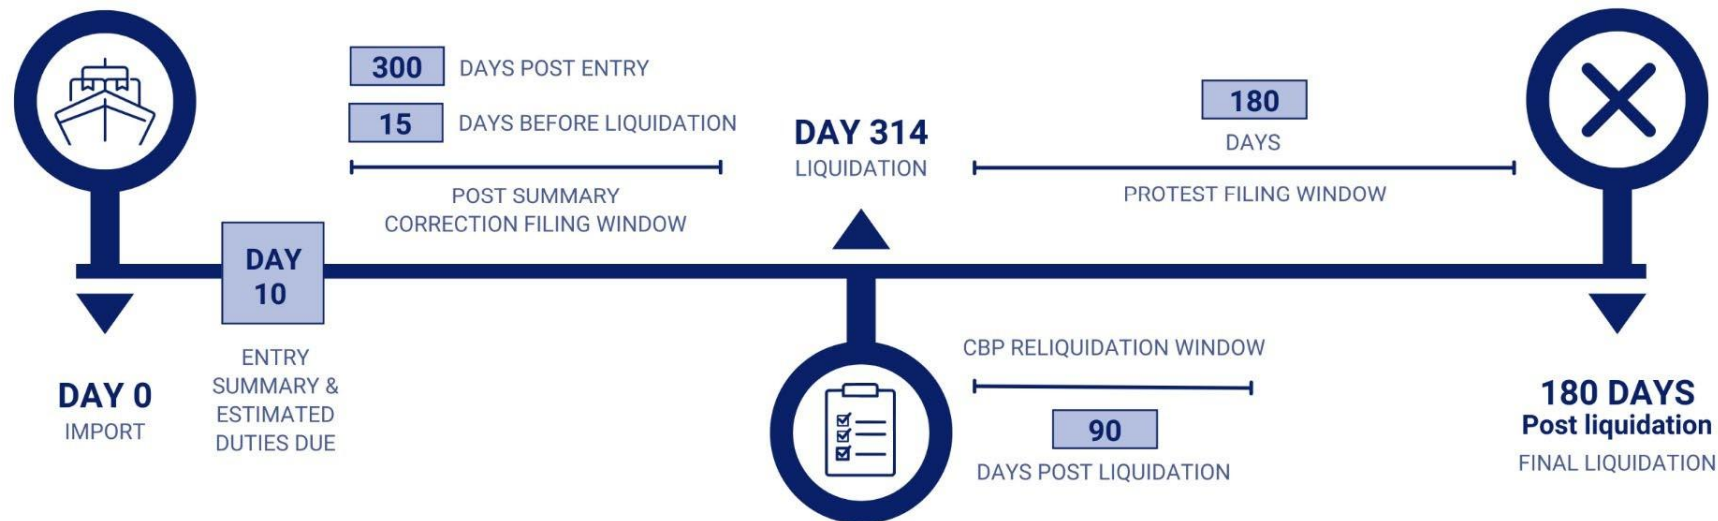 300 DAYS POST ENTRY
15 DAYS BEFORE LIQUIDATION
POST SUMMARY
CORRECTION FILING WINDOW
DAY 314
LIQUIDATION
180
DAYS
PROTEST FILING WINDOW
DAY
10
ENTRY
SUMMARY &
ESTIMATED
DUTIES DUE
DAY 0
IMPORT
CBP RELIQUIDATION WINDOW
90
DAYS POST LIQUIDATION
180 DAYS
Post liquidation
FINAL LIQUIDATION